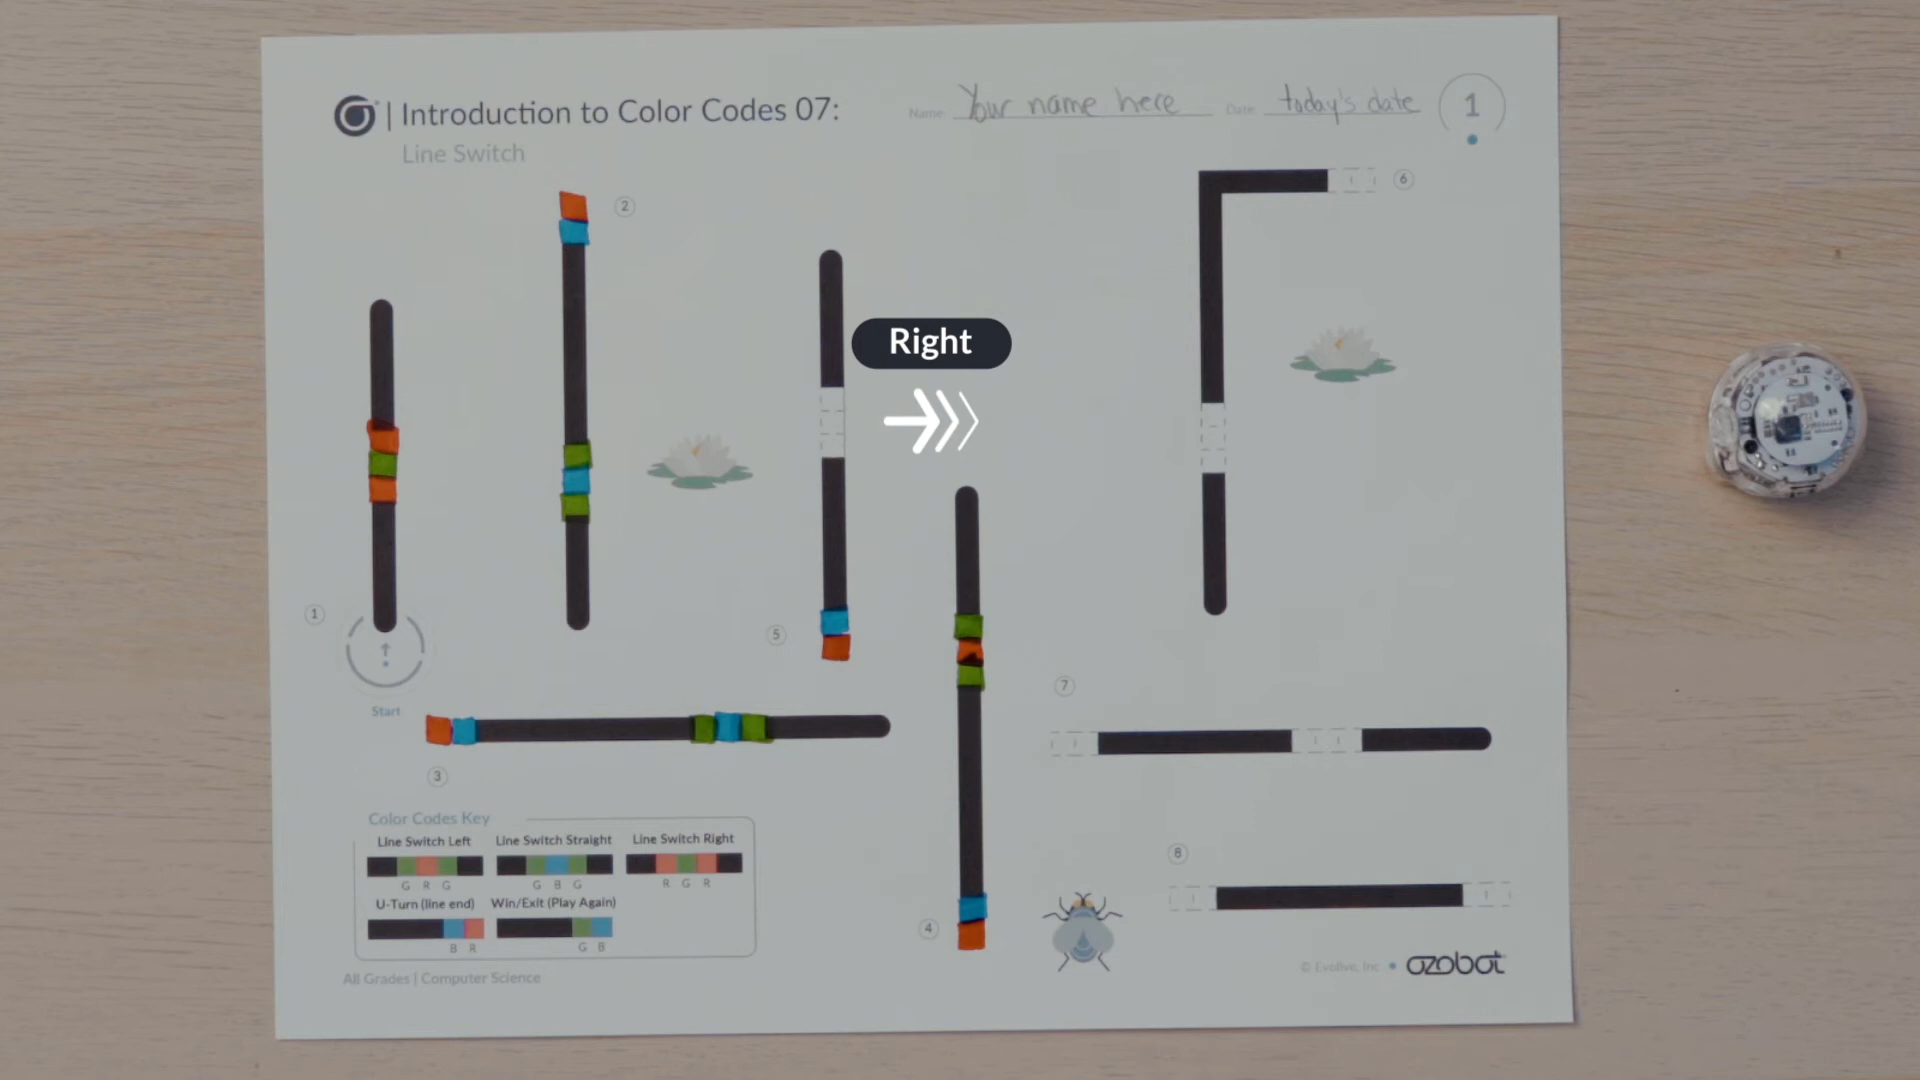 | Introduction to Color Codes 07:
Line Switch
Name Your name here Date today's date
1
2
6
Right
1
5
Start
7
3
4
8
Color Codes Key
Line Switch Left Line Switch Straight Line Switch Right
G R G G B G R G R
U-Turn (line end) Win/Exit (Play Again)
B R G B
All Grades | Computer Science
© Evollve, Inc • ozobot